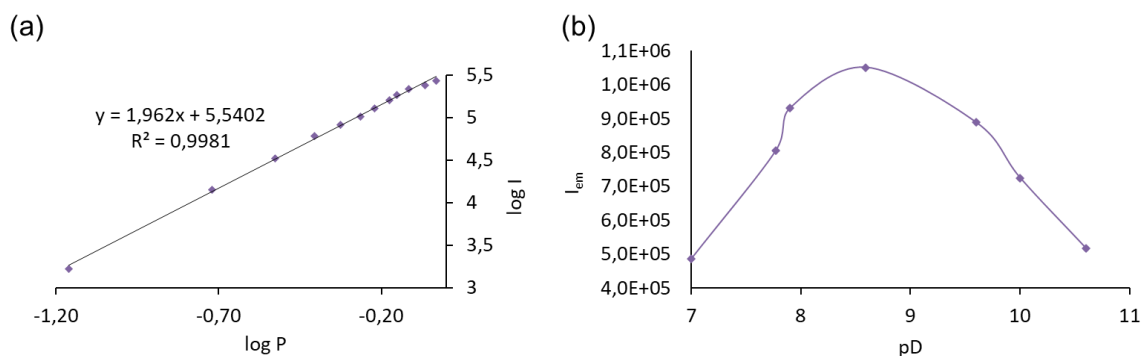 (a)
y = 1,962x + 5,5402
R² = 0,9981
5,5
5
4,5
4
3,5
3
log I
-1,20
-0,70
-0,20
log P
(b)
1,1E+06
1,0E+06
9,0E+05
8,0E+05
7,0E+05
6,0E+05
5,0E+05
4,0E+05
Iem
7
8
9
10
11
pD